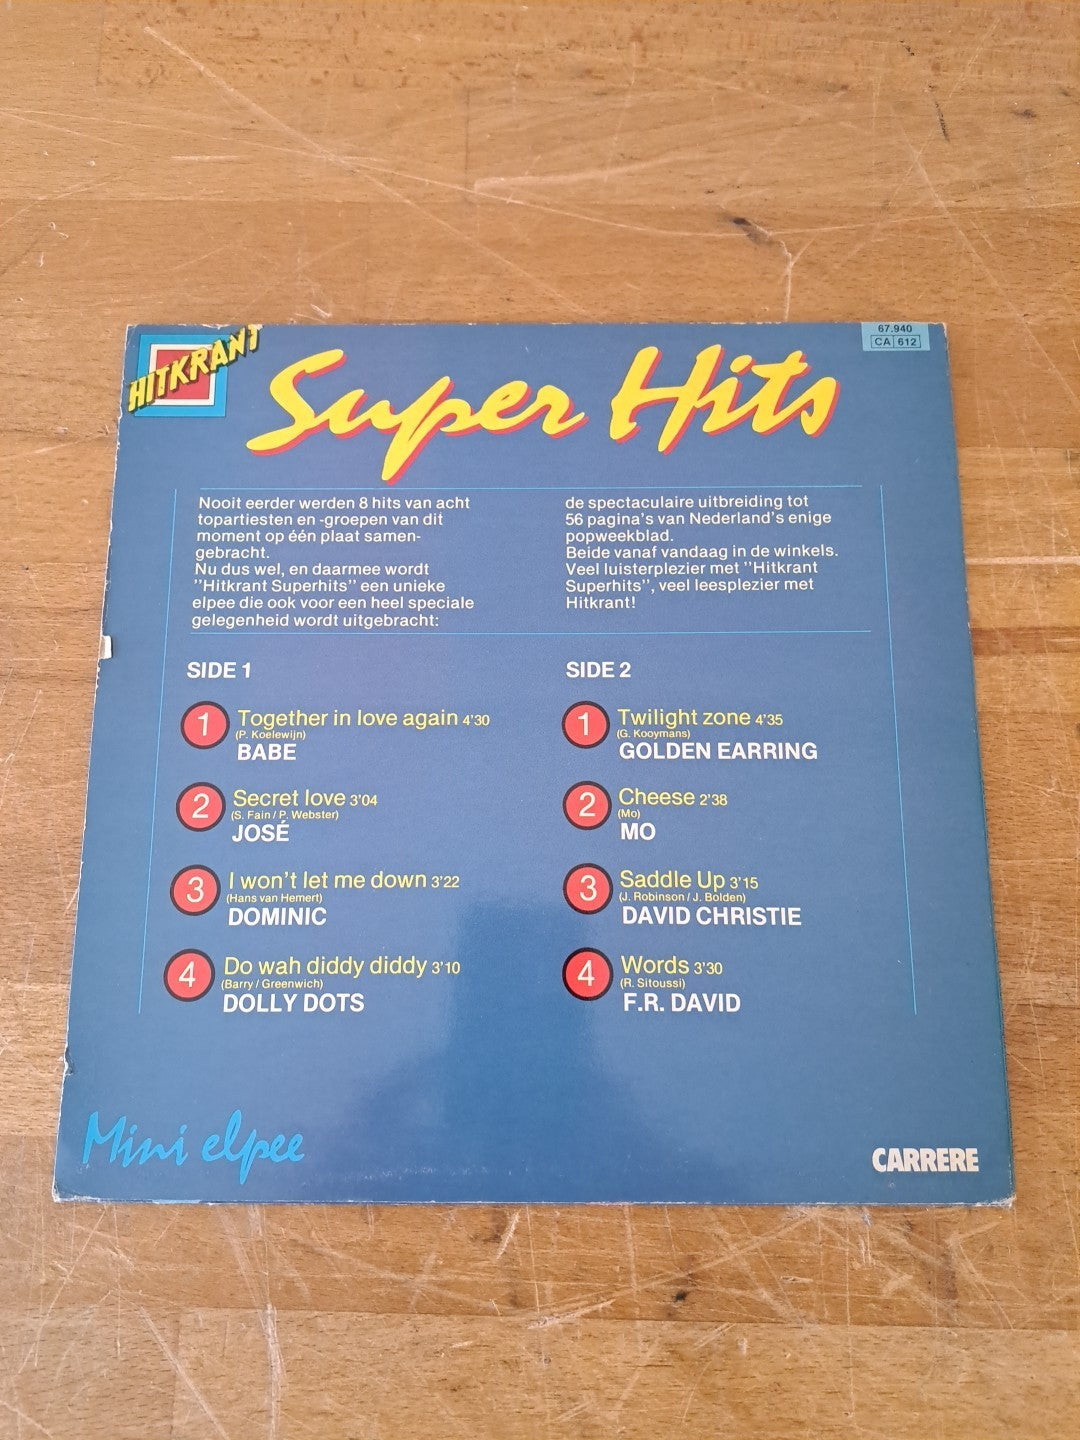 HITKRANT
Super Hits
67.940
CA 612
Nooit eerder werden 8 hits van acht
topartiesten en -groepen van dit
moment op één plaat samen-
gebracht.
Nu dus wel, en daarmee wordt
''Hitkrant Superhits'' een unieke
elpee die ook voor een heel speciale
gelegenheid wordt uitgebracht:
de spectaculaire uitbreiding tot
56 pagina's van Nederland's enige
popweekblad.
Beide vanaf vandaag in de winkels.
Veel luisterplezier met ''Hitkrant
Superhits'', veel leesplezier met
Hitkrant!
SIDE 1
1 Together in love again 4'30
(P. Koelewijn)
BABE
2 Secret love 3'04
(S. Fain / P. Webster)
JOSÉ
3 I won't let me down 3'22
(Hans van Hemert)
DOMINIC
4 Do wah diddy diddy 3'10
(Barry / Greenwich)
DOLLY DOTS
SIDE 2
1 Twilight zone 4'35
(G. Kooymans)
GOLDEN EARRING
2 Cheese 2'38
(Mo)
MO
3 Saddle Up 3'15
(J. Robinson / J. Bolden)
DAVID CHRISTIE
4 Words 3'30
(R. Sitoussi)
F.R. DAVID
Mini elpee
CARRERE